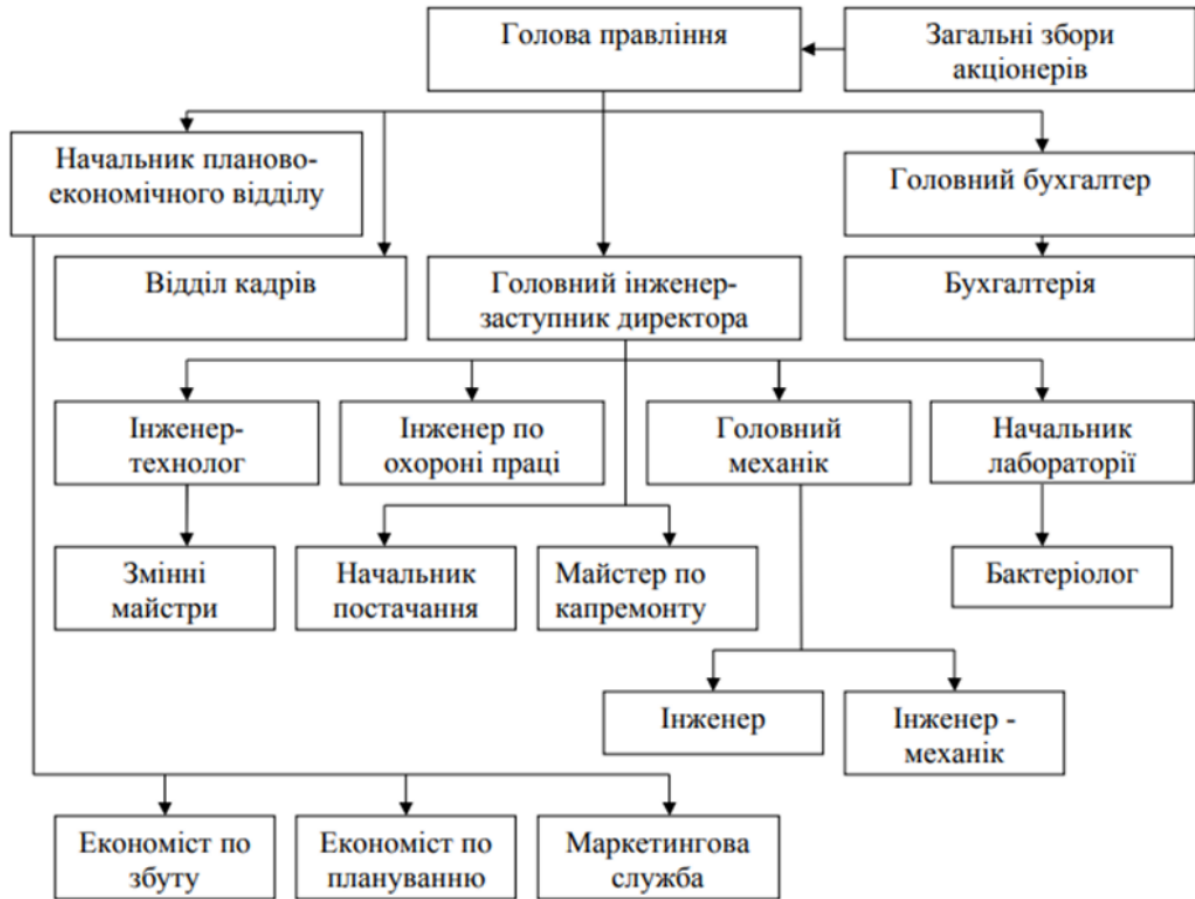 Голова правління
Загальні збори
акціонерів
Начальник планово-
економічного відділу
Головний бухгалтер
Відділ кадрів
Головний інженер-
заступник директора
Бухгалтерія
Інженер-
технолог
Інженер по
охороні праці
Головний
механік
Начальник
лабораторії
Змінні
майстри
Начальник
постачання
Майстер по
капремонту
Бактеріолог
Інженер
Інженер -
механік
Економіст по
збуту
Економіст по
плануванню
Маркетингова
служба